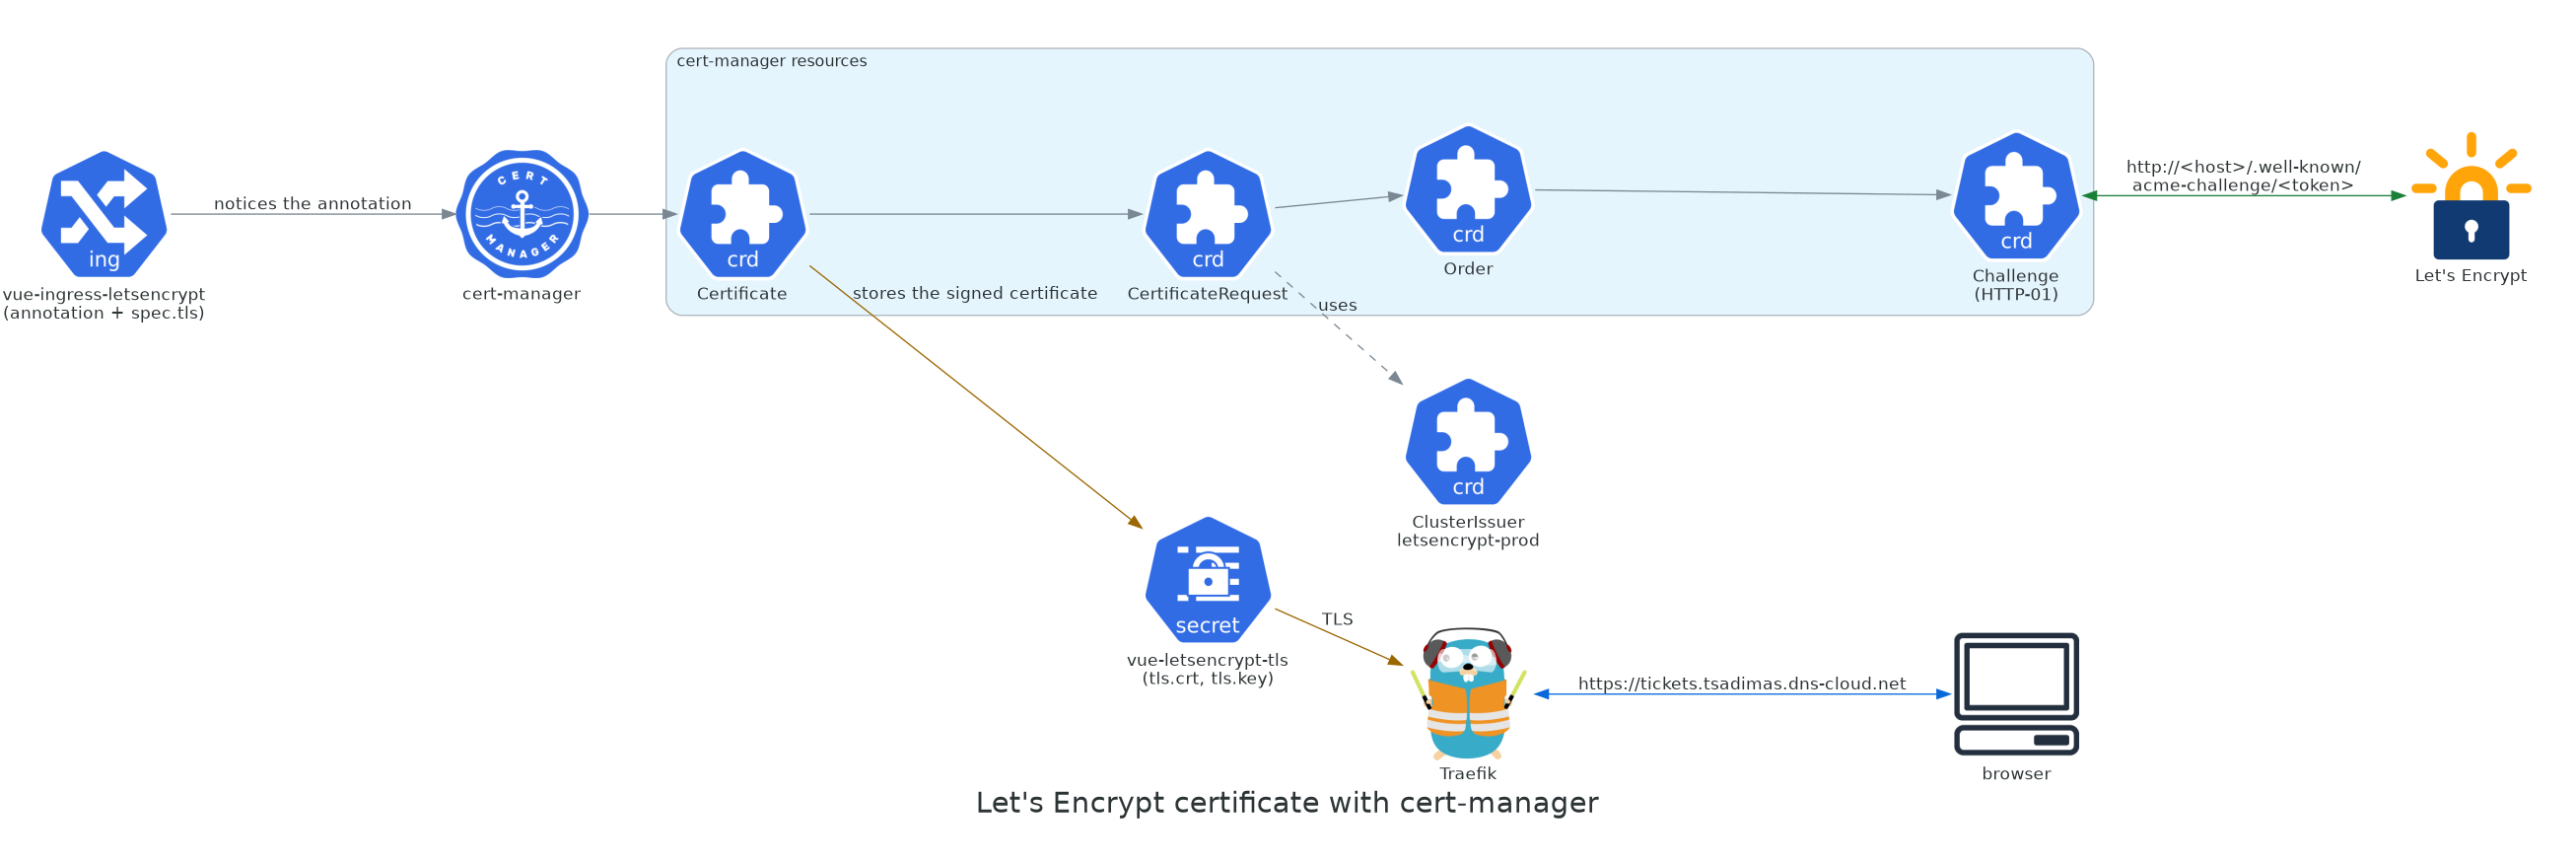 cert-manager resources
notices the annotation
ing
vue-ingress-letsencrypt
(annotation + spec.tls)
CERT
MANAGER
cert-manager
crd
Certificate
stores the signed certificate
crd
CertificateRequest
uses
crd
Order
crd
Challenge
(HTTP-01)
http://<host>/.well-known/
acme-challenge/<token>
Let's Encrypt
crd
ClusterIssuer
letsencrypt-prod
secret
vue-letsencrypt-tls
(tls.crt, tls.key)
TLS
Traefik
https://tickets.tsadimas.dns-cloud.net
browser
Let's Encrypt certificate with cert-manager